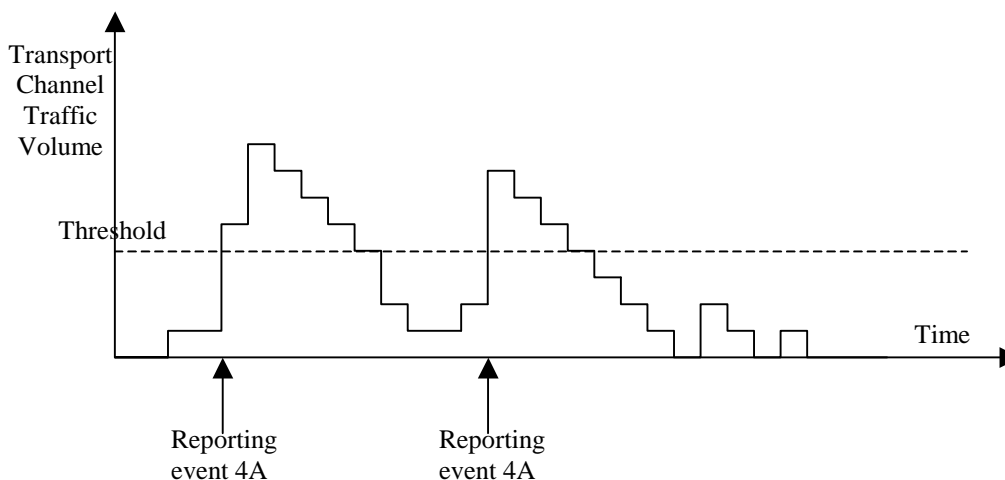 Transport
Channel
Traffic
Volume
Threshold
Time
Reporting
event 4A
Reporting
event 4A